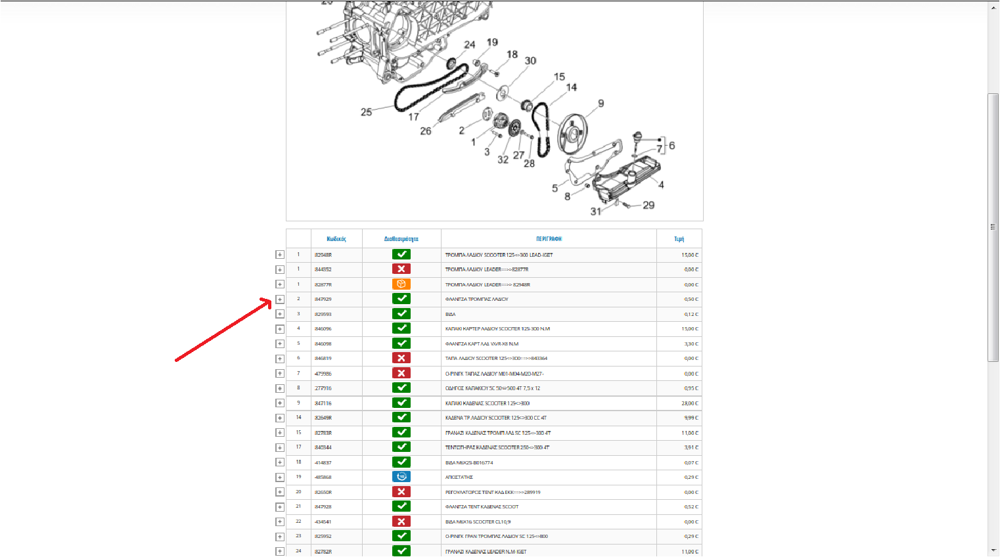 24
19
18
30
15
14
9
25
17
26
2
1
3
32
27
28
7
6
5
8
4
31
29
Κωδικός Διαθεσιμότητα ΠΕΡΙΓΡΑΦΗ Τιμή
1 82948R ΤΡΟΜΠΑ ΛΑΔΙΟΥ SCOOTER 125<>300 LEAD-IGET 15,00 €
1 844352 ΤΡΟΜΠΑ ΛΑΔΙΟΥ LEADER==>>82877R 0,00 €
1 82877R ΤΡΟΜΠΑ ΛΑΔΙΟΥ LEADER==>> 82948R 0,00 €
2 847929 ΦΛΑΝΤΖΑ ΤΡΟΜΠΑΣ ΛΑΔΙΟΥ 0,50 €
3 829593 ΒΙΔΑ 0,12 €
4 846096 ΚΑΠΑΚΙ ΚΑΡΤΕΡ ΛΑΔΙΟΥ SCOOTER 125-300 N.M 15,00 €
5 846098 ΦΛΑΝΤΖΑ ΚΑΡΤ ΛΑΔ VX/R-X8 N.M 3,30 €
6 846819 ΤΑΠΑ ΛΑΔΙΟΥ SCOOTER 125<>300==>>843364 0,00 €
7 479986 Ο-ΡΙΝΓΚ ΤΑΠΑΣ ΛΑΔΙΟΥ M01-M04-M20-M27- 0,00 €
8 277916 ΟΔΗΓΟΣ ΚΑΠΑΚΙΟΥ SC 50<>500 4T 7,5 x 12 0,95 €
9 847116 ΚΑΠΑΚΙ ΚΑΔΕΝΑΣ SCOOTER 125<>300 28,00 €
14 82649R ΚΑΔΕΝΑ ΤΡ.ΛΑΔΙΟΥ SCOOTER 125<>300 CC 4T 9,99 €
15 82783R ΓΡΑΝΑΖΙ ΚΑΔΕΝΑΣ ΤΡΟΜΠ ΛΑΔ SC 125<>300 4T 11,00 €
17 840344 ΤΕΝΤΩΤΗΡΑΣ ΚΑΔΕΝΑΣ SCOOTER 250<>300 4T 3,91 €
18 414837 ΒΙΔΑ M6X25-B016774 0,07 €
19 485868 ΑΠΟΣΤΑΤΗΣ 0,29 €
20 82650R ΡΕΓΟΥΛΑΤΟΡΟΣ ΤΕΝΤ ΚΑΔ ΕΚΚ==>>289919 0,00 €
21 847928 ΦΛΑΝΤΖΑ ΤΕΝΤ ΚΑΔΕΝΑΣ SCOOT 0,52 €
22 434541 ΒΙΔΑ M6X16 SCOOTER CL10,9 0,00 €
23 825952 Ο-ΡΙΝΓΚ ΓΡΑΝ ΤΡΟΜΠΑΣ ΛΑΔΙΟΥ SC 125<>800 0,29 €
24 82782R ΓΡΑΝΑΖΙ ΚΑΔΕΝΑΣ LEADER N.M-IGET 11,00 €